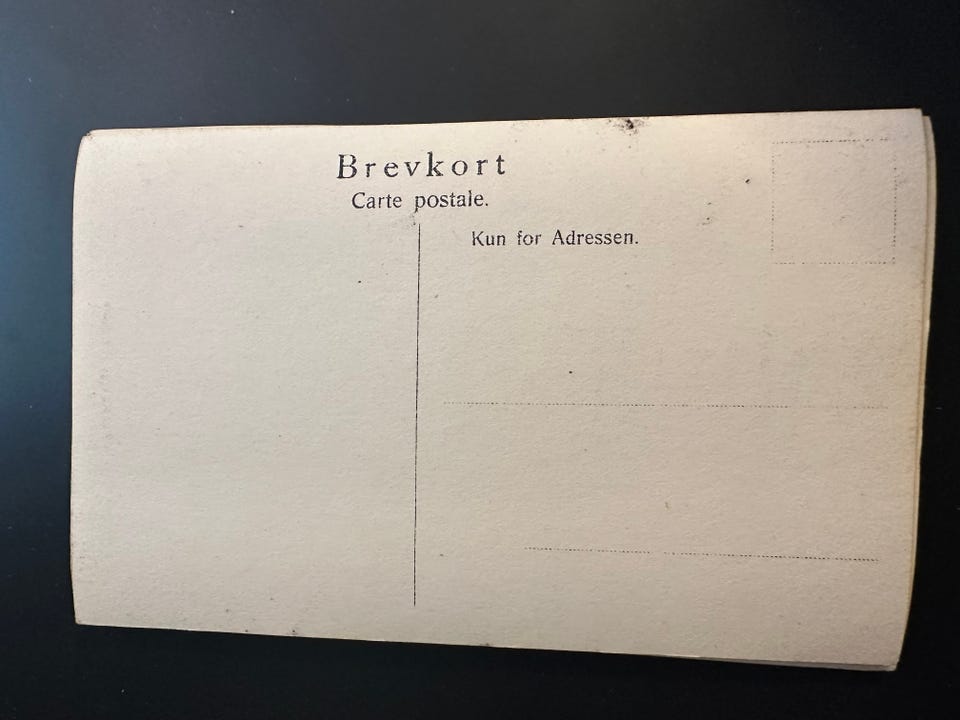 Brevkort
Carte postale.
Kun for Adressen.